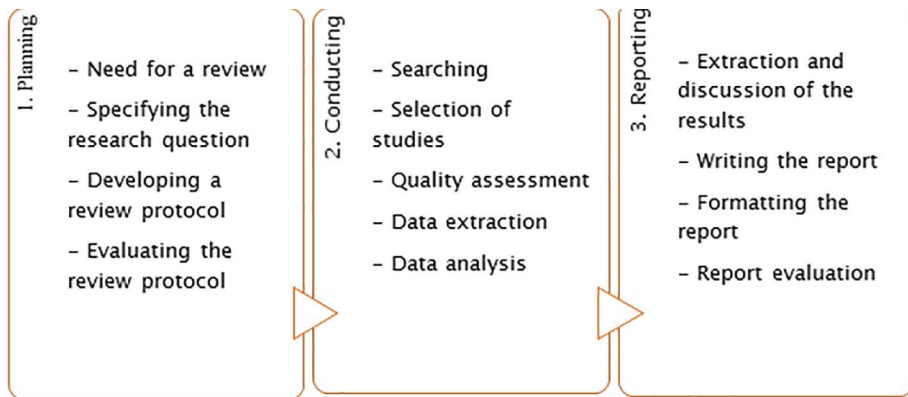 1. Planning
– Need for a review
– Specifying the
research question
– Developing a
review protocol
– Evaluating the
review protocol
2. Conducting
– Searching
– Selection of
studies
– Quality assessment
– Data extraction
– Data analysis
3. Reporting
– Extraction and
discussion of the
results
– Writing the report
– Formatting the
report
– Report evaluation